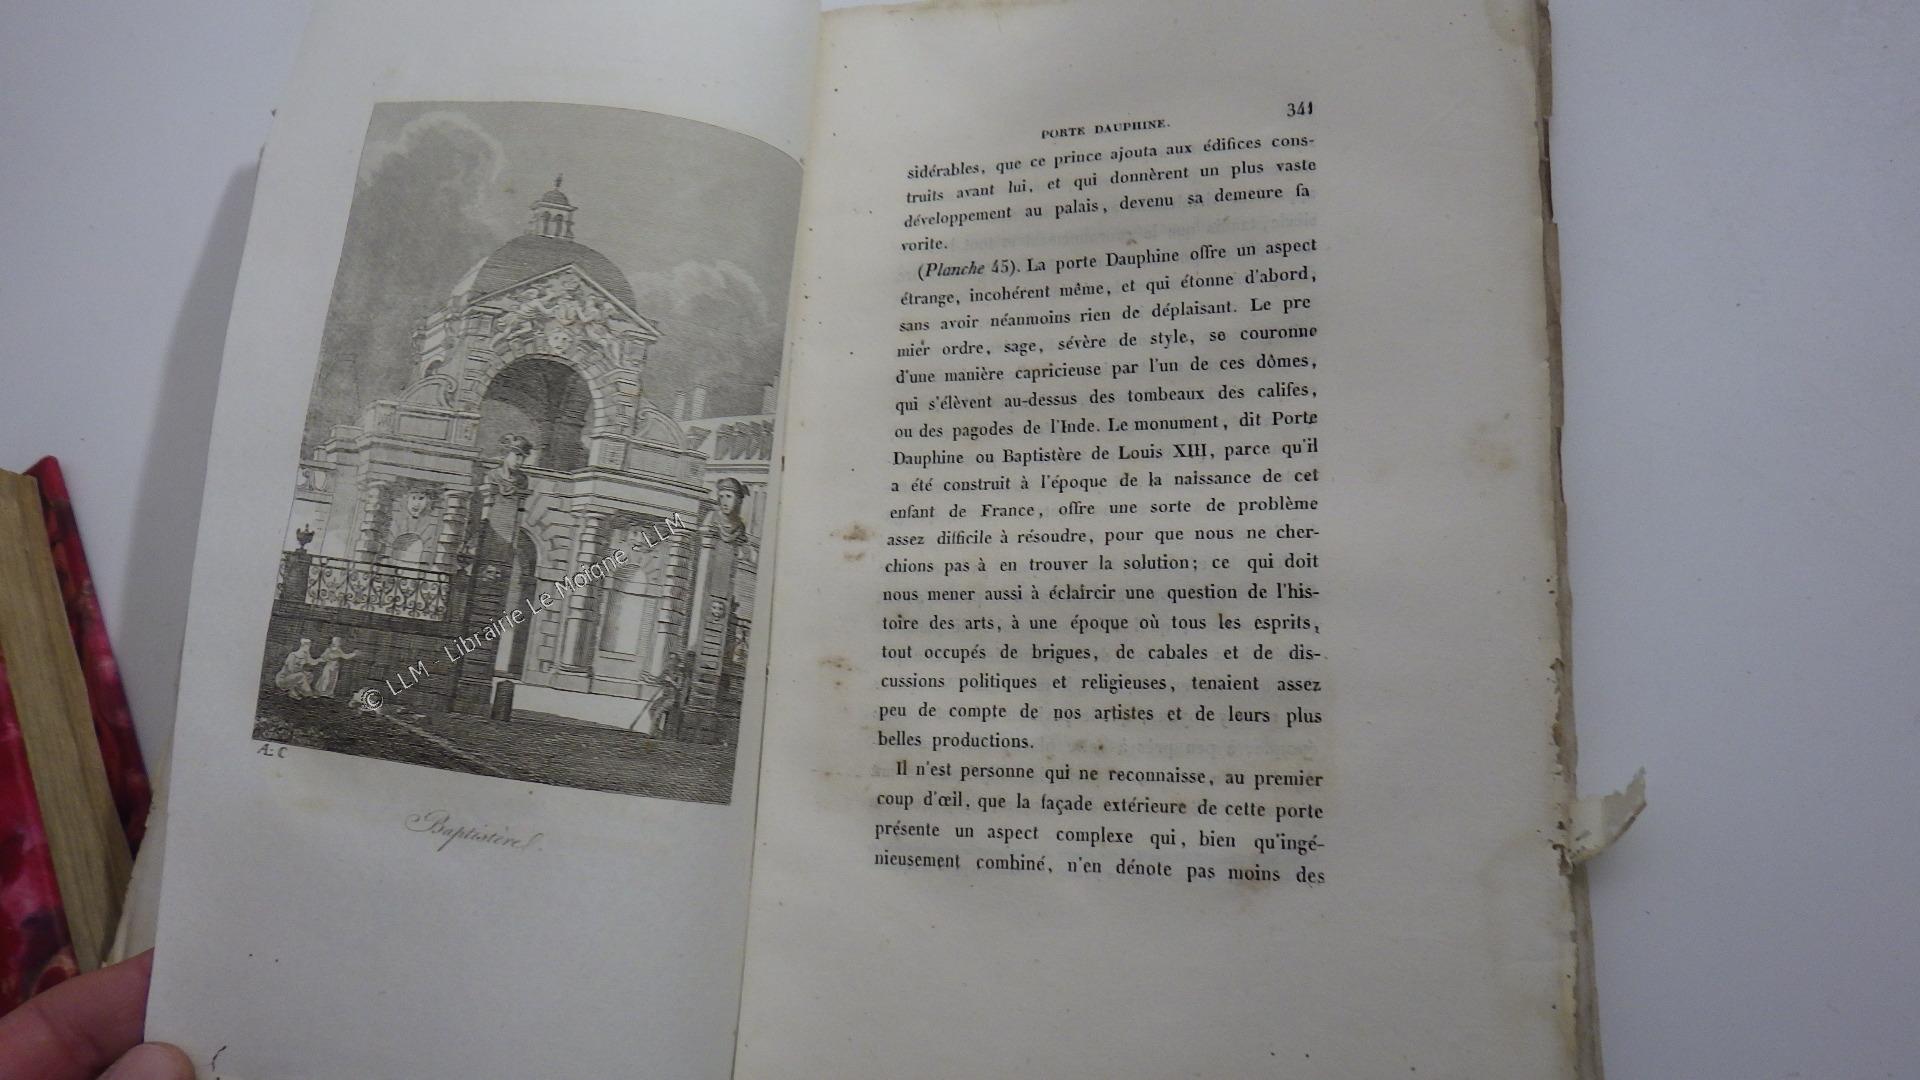 A. C
Baptistère.
© LLM - Librairie Le Moigne - LLM
PORTE DAUPHINE.
341
sidérables, que ce prince ajouta aux édifices cons-
truits avant lui, et qui donnèrent un plus vaste
développement au palais, devenu sa demeure fa
vorite.
(Planche 45). La porte Dauphine offre un aspect
étrange, incohérent même, et qui étonne d'abord,
sans avoir néanmoins rien de déplaisant. Le pre
mier ordre, sage, sévère de style, se couronne
d'une manière capricieuse par l'un de ces dômes,
qui s'élèvent au-dessus des tombeaux des califes,
ou des pagodes de l'Inde. Le monument, dit Porte
Dauphine ou Baptistère de Louis XIII, parce qu'il
a été construit à l'époque de la naissance de cet
enfant de France, offre une sorte de problème
assez difficile à résoudre, pour que nous ne cher-
chions pas à en trouver la solution; ce qui doit
nous mener aussi à éclaircir une question de l'his-
toire des arts, à une époque où tous les esprits,
tout occupés de brigues, de cabales et de dis-
cussions politiques et religieuses, tenaient assez
peu de compte de nos artistes et de leurs plus
belles productions.
Il n'est personne qui ne reconnaisse, au premier
coup d'œil, que la façade extérieure de cette porte
présente un aspect complexe qui, bien qu'ingé-
nieusement combiné, n'en dénote pas moins des